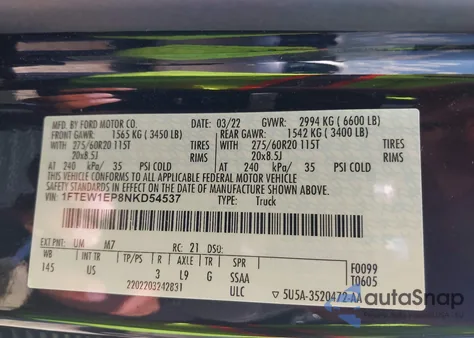 MFD. BY FORD MOTOR CO.
DATE: 03/22 GVWR: 2994 KG ( 6600 LB)
FRONT GAWR: 1565 KG ( 3450 LB) REAR GAWR: 1542 KG ( 3400 LB)
WITH 275/60R20 115T TIRES WITH 275/60R20 115T TIRES
20x8.5J RIMS 20x8.5J RIMS
AT 240 kPa/ 35 PSI COLD AT 240 kPa/ 35 PSI COLD
THIS VEHICLE CONFORMS TO ALL APPLICABLE FEDERAL MOTOR VEHICLE
SAFETY STANDARDS IN EFFECT ON THE DATE OF MANUFACTURE SHOWN ABOVE.
VIN: 1FTEW1EP8NKD54537 TYPE: Truck
EXT PNT: UM M7 RC: 21 DSO:
WB INT TR TP/PS R AXLE TR SPR F0099
145 US 3 L9 G SSAA T0605
2202203242831 ULC 5U5A-3520472-AA
autoSnap